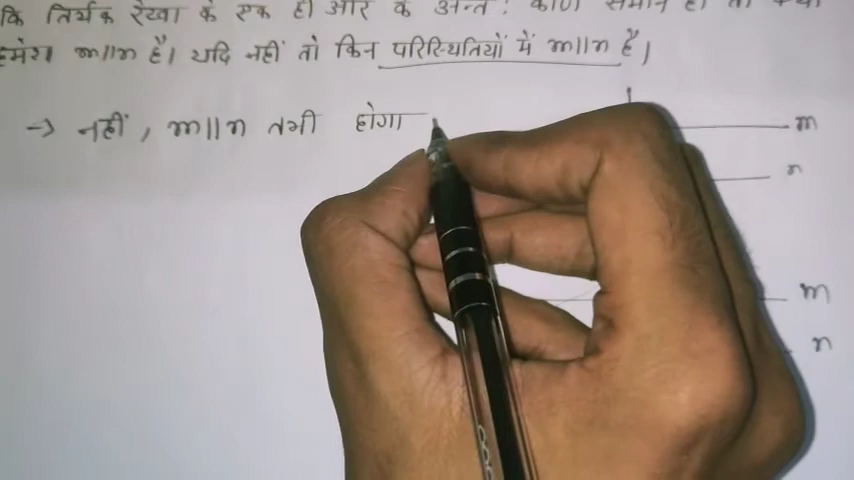 कि तिर्यक रेखा के एक ही ओर के अन्त: कोण समान हो तो क्या
हमेशा m||n है। यदि नहीं तो किन परिस्थितियों में m||n है।
→ नहीं, m||n तभी होगा
m
n
m
n